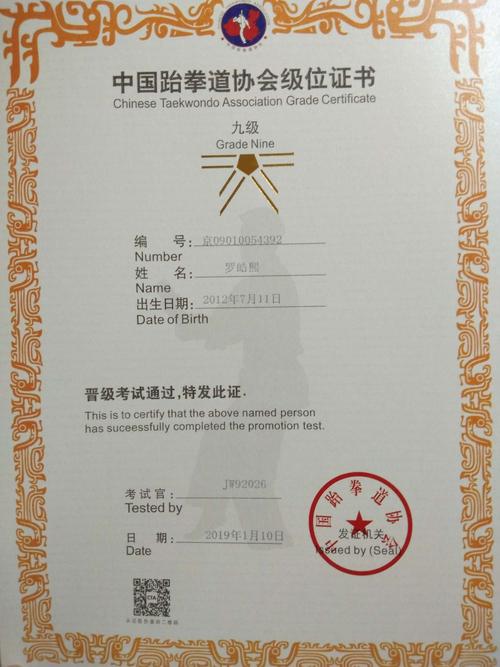 中国跆拳道协会级位证书
Chinese Taekwondo Association Grade Certificate
九级
Grade Nine
编 号: 京09010054392
Number
姓 名: 罗皓熙
Name
出生日期: 2012年7月11日
Date of Birth
晋级考试通过,特发此证.
This is to certify that the above named person
has suceessfully completed the promotion test.
考试官: JW92026
Tested by
日 期: 2019年1月10日
Date
中国跆拳道协会
发证机关
Issued by (Seal)
CTA